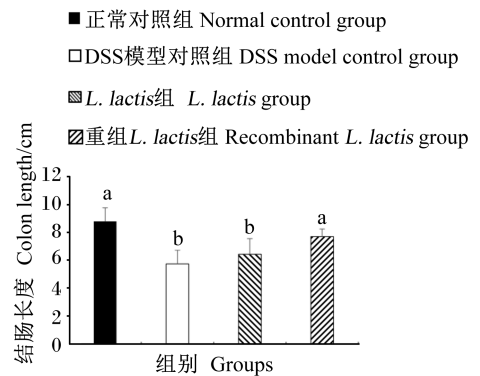 正常对照组 Normal control group
DSS模型对照组 DSS model control group
L. lactis组 L. lactis group
重组L. lactis组 Recombinant L. lactis group
结肠长度 Colon length/cm
12
10
8
6
4
2
0
a
b
b
a
组别 Groups